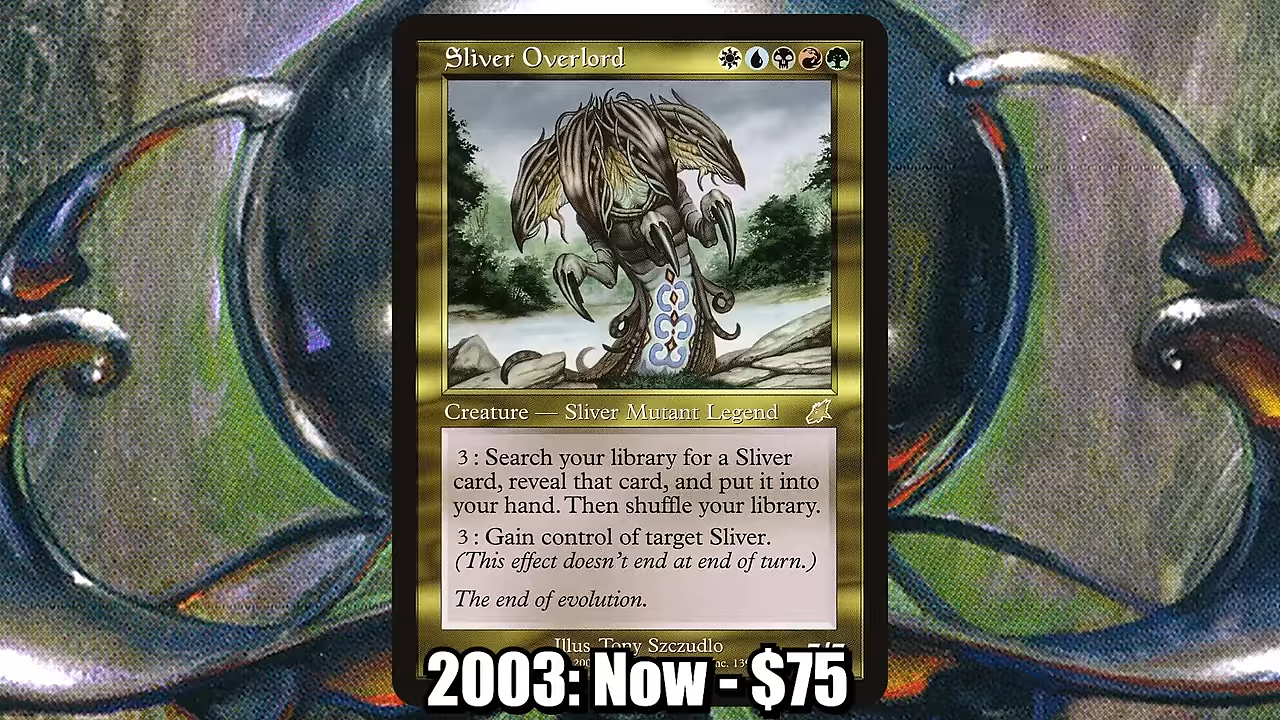 Sliver Overlord
Creature — Sliver Mutant Legend
3: Search your library for a Sliver
card, reveal that card, and put it into
your hand. Then shuffle your library.
3: Gain control of target Sliver.
(This effect doesn't end at end of turn.)
The end of evolution.
Illus. Tony Szczudlo
2003: Now - $75